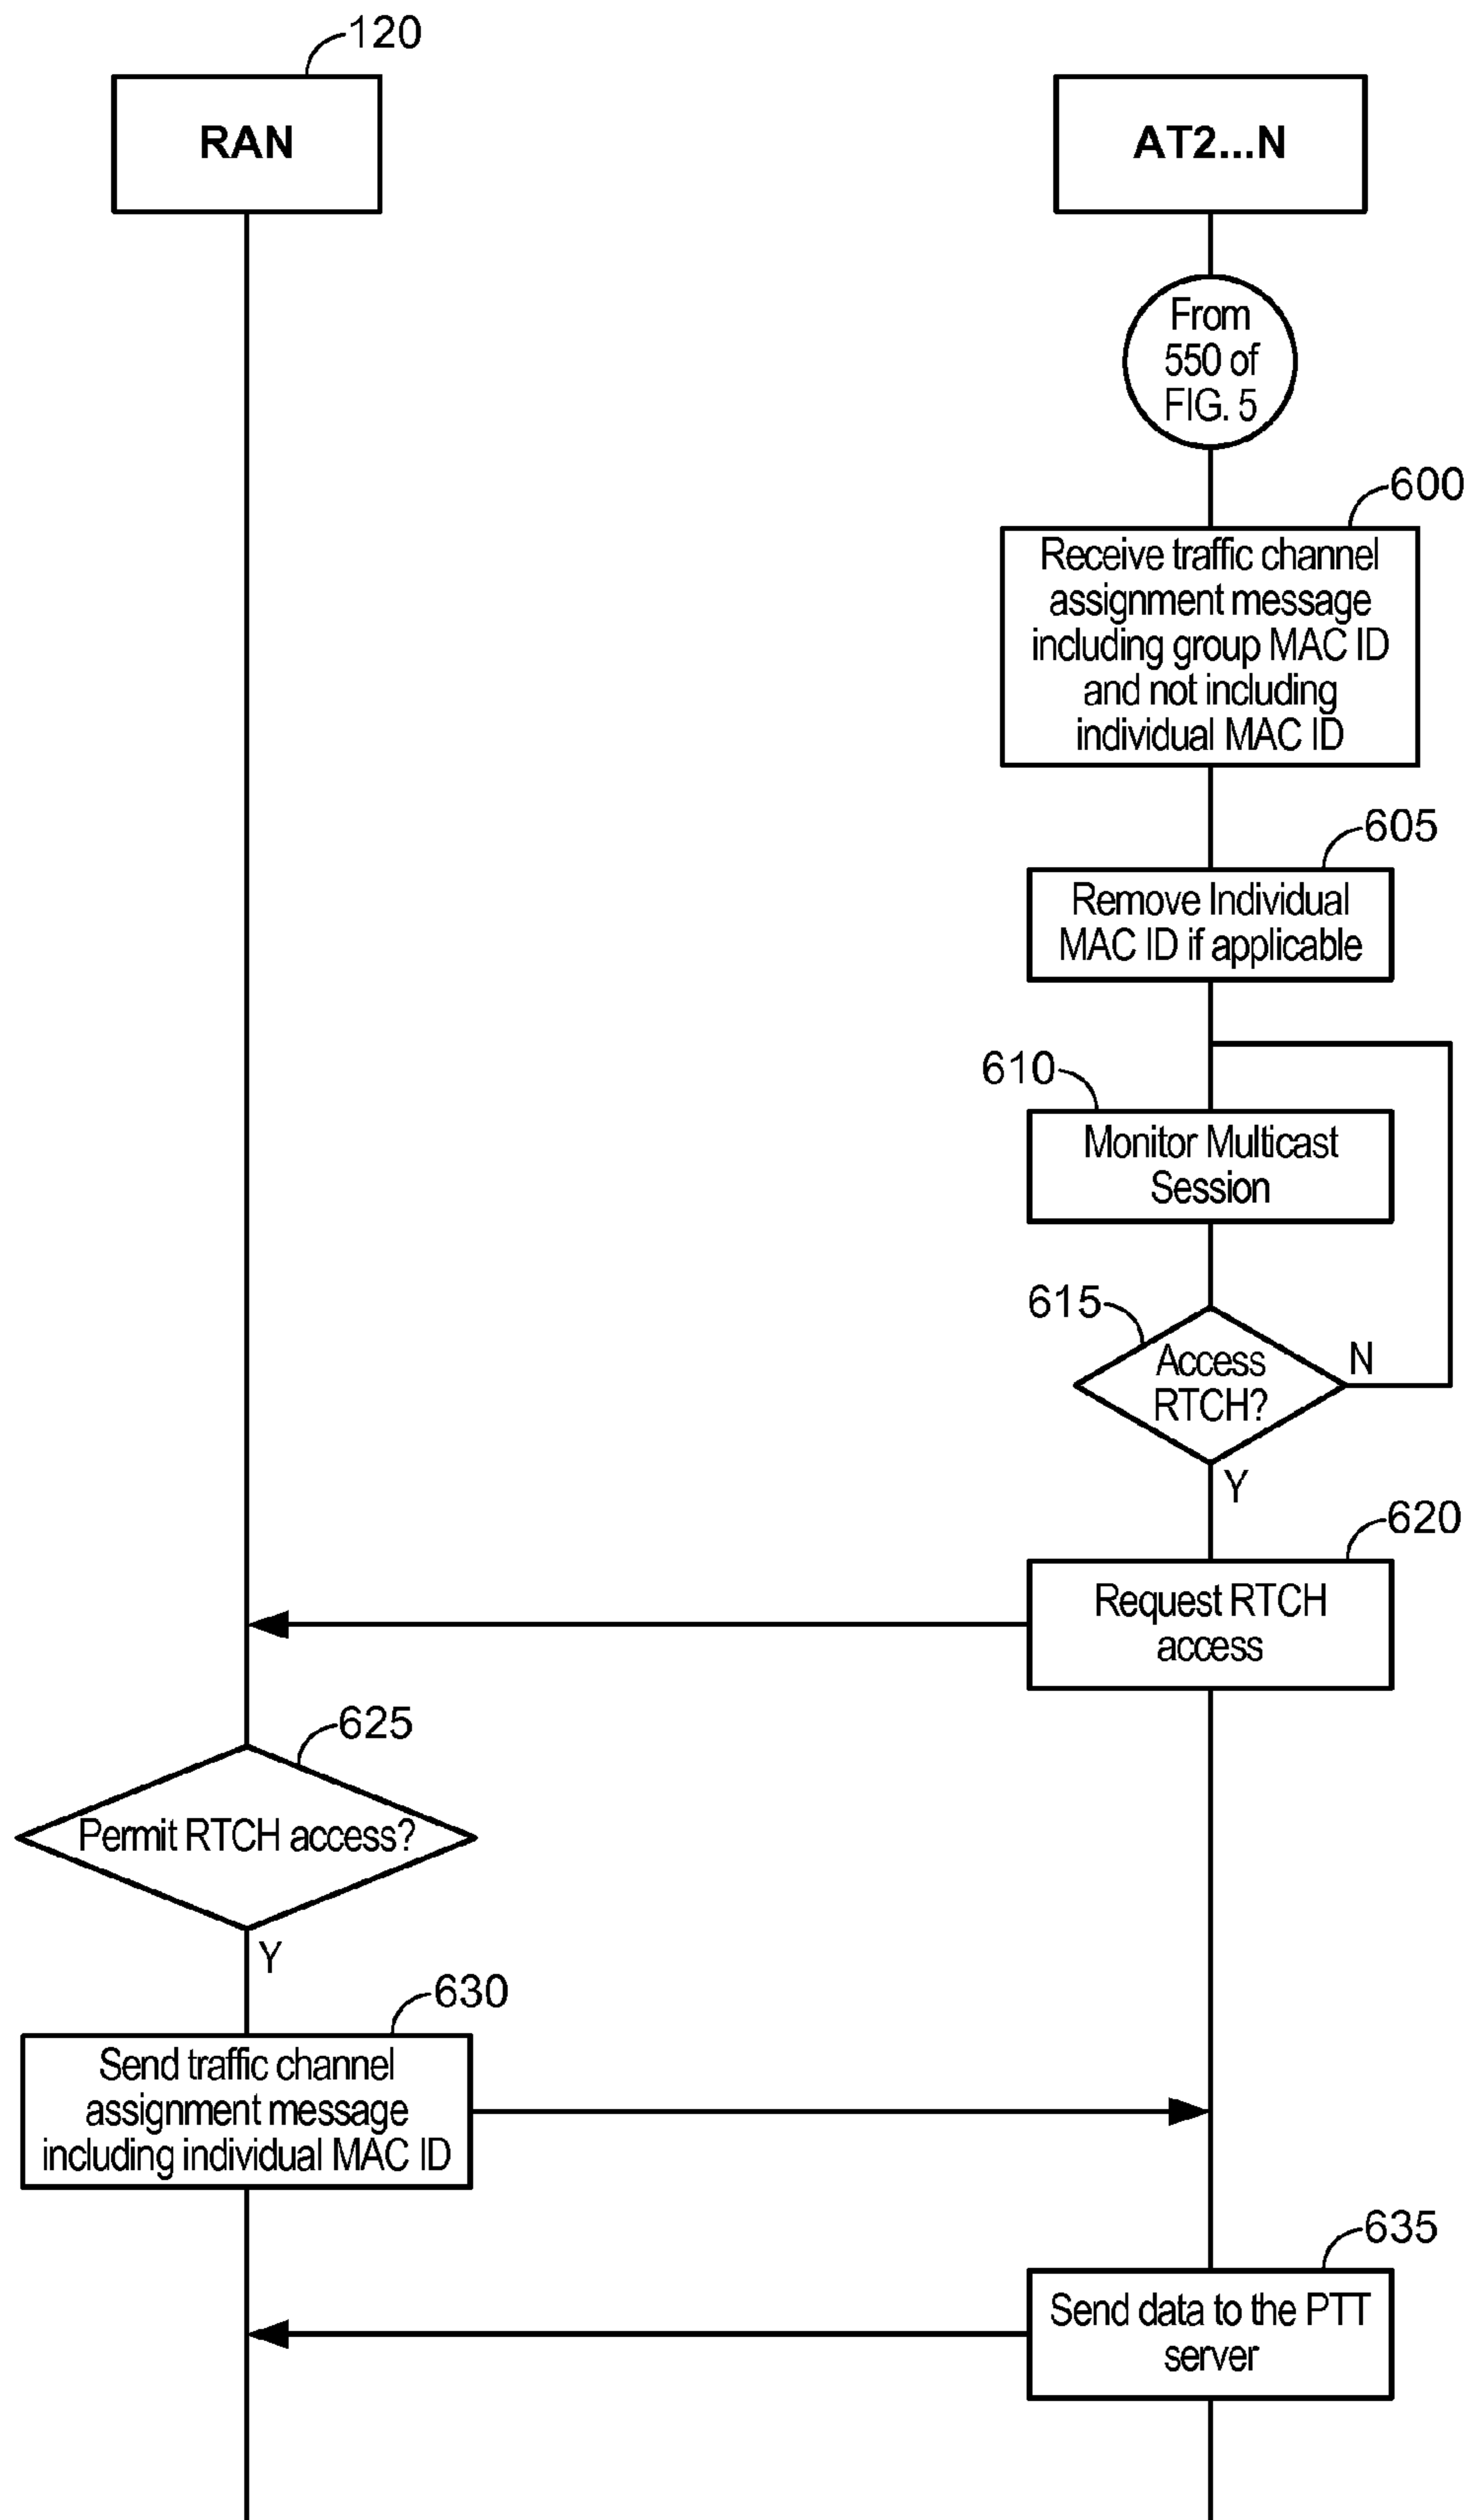 120
RAN
AT2...N
From
550 of
FIG. 5
600
Receive traffic channel
assignment message
including group MAC ID
and not including
individual MAC ID
605
Remove Individual
MAC ID if applicable
610
Monitor Multicast
Session
615
Access
RTCH?
N
Y
620
Request RTCH
access
625
Permit RTCH access?
Y
630
Send traffic channel
assignment message
including individual MAC ID
635
Send data to the PTT
server